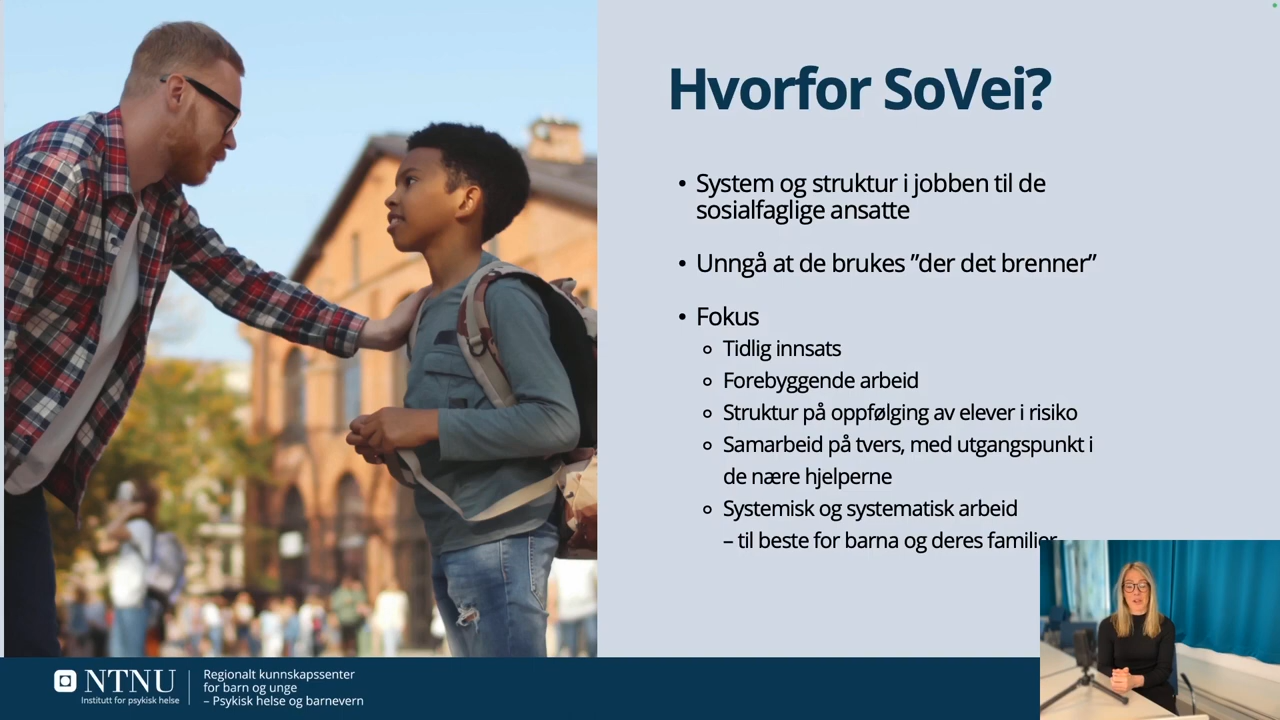 Hvorfor SoVei?
• System og struktur i jobben til de
sosialfaglige ansatte
• Unngå at de brukes ”der det brenner”
• Fokus
Tidlig innsats
Forebyggende arbeid
Struktur på oppfølging av elever i risiko
Samarbeid på tvers, med utgangspunkt i
de nære hjelperne
Systemisk og systematisk arbeid
– til beste for barna og deres familier
NTNU
Institutt for psykisk helse
Regionalt kunnskapssenter
for barn og unge
– Psykisk helse og barnevern